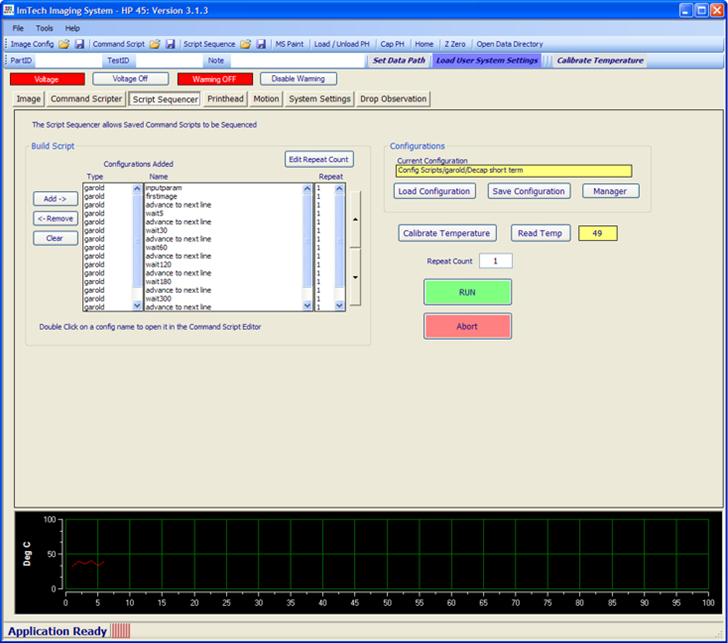 ImTech Imaging System - HP 45: Version 3.1.3
File Tools Help
Image Config Command Script Script Sequencer MS Paint Load / Unload PH Cap PH Home Z Zero Open Data Directory
PartID TestID Note Set Data Path Load User System Settings Calibrate Temperature
Voltage Voltage Off Warning OFF Disable Warning
Image Command Scripter Script Sequencer Printhead Motion System Settings Drop Observation
The Script Sequencer allows Saved Command Scripts to be Sequenced
Build Script
Configurations Added
Edit Repeat Count
Type Name Repeat
garold inputparam 1
garold firstimage 1
garold advance to next line 1
garold wait5 1
garold advance to next line 1
garold wait30 1
garold advance to next line 1
garold wait60 1
garold advance to next line 1
garold wait120 1
garold advance to next line 1
garold wait180 1
garold advance to next line 1
garold wait300 1
garold advance to next line 1
Add ->
<- Remove
Clear
Double Click on a config name to open it in the Command Script Editor
Configurations
Current Configuration
Config Scripts/garold/Decap short term
Load Configuration Save Configuration Manager
Calibrate Temperature Read Temp 49
Repeat Count 1
RUN
Abort
Deg C
100
50
0
0 5 10 15 20 25 30 35 40 45 50 55 60 65 70 75 80 85 90 95 100
Application Ready